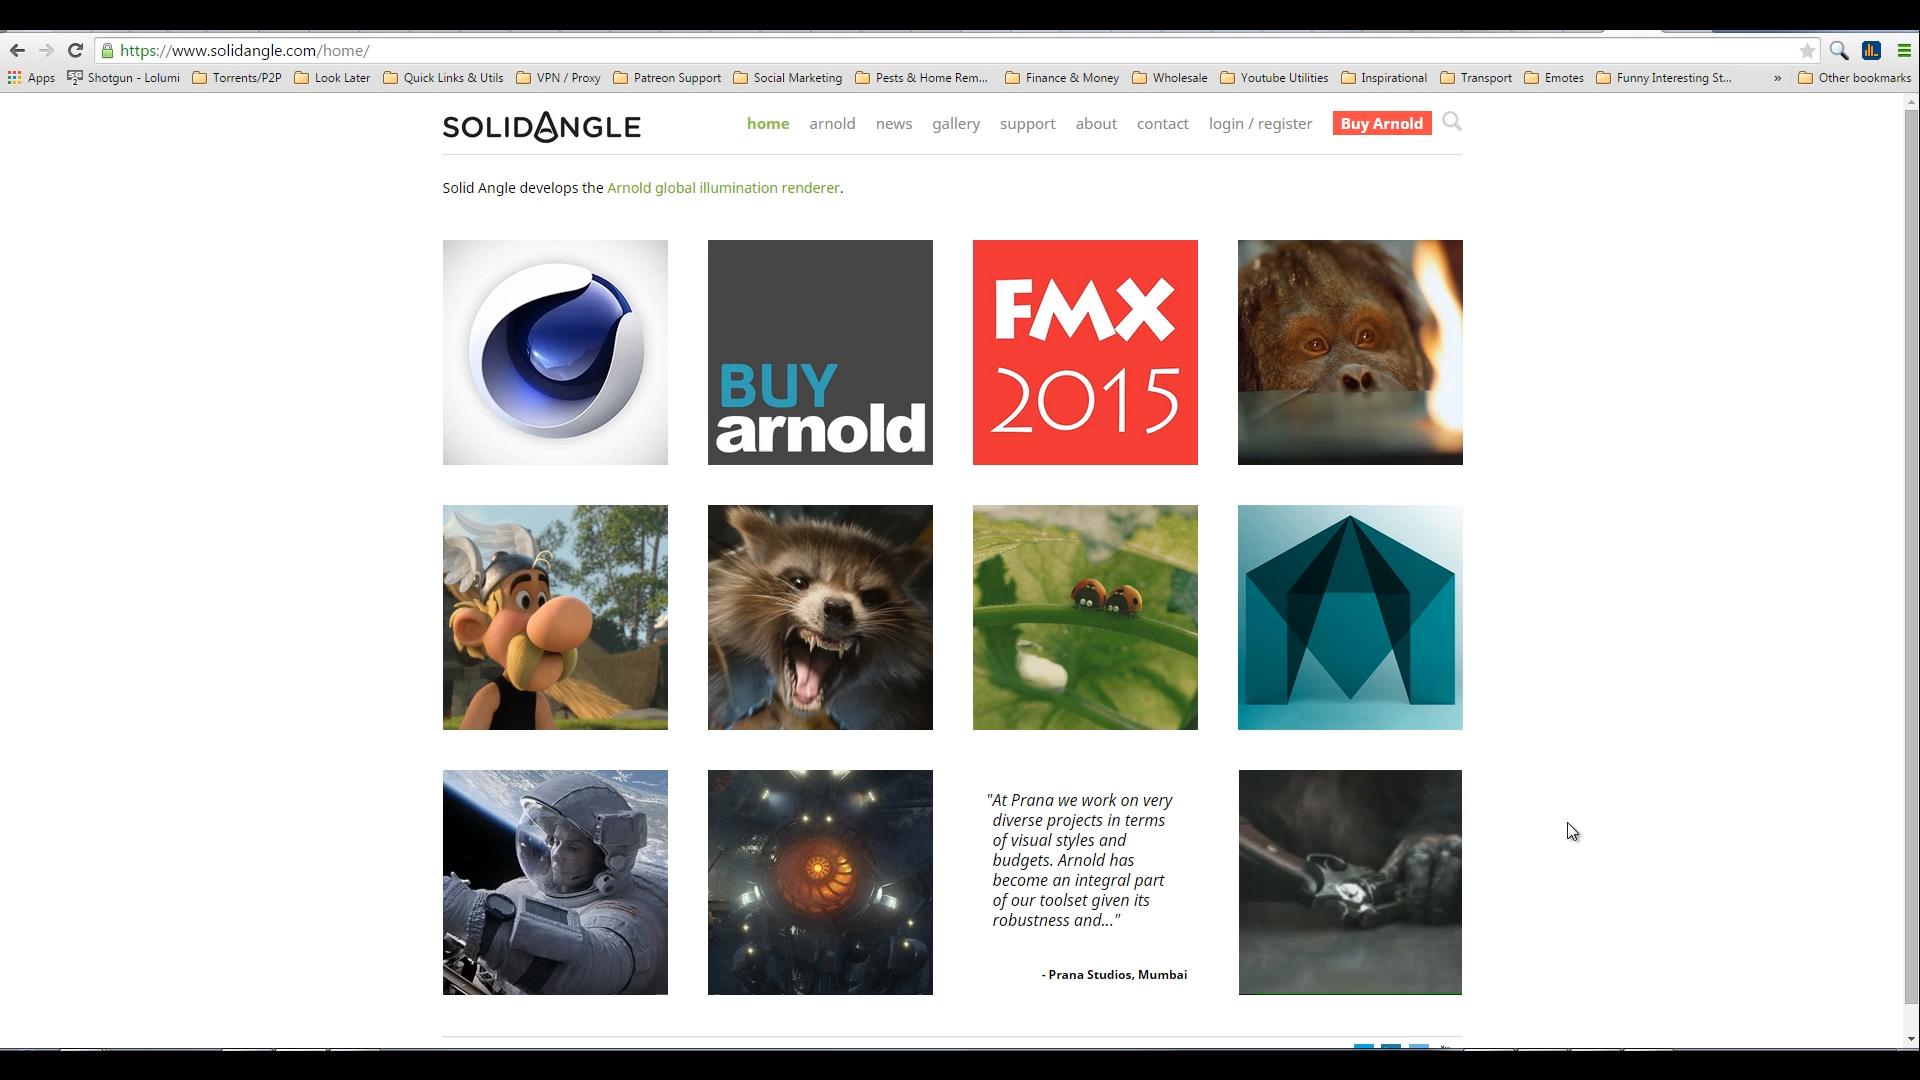 https://www.solidangle.com/home/
Apps
Shotgun - Lolumi
Torrents/P2P
Look Later
Quick Links & Utils
VPN / Proxy
Patreon Support
Social Marketing
Pests & Home Rem...
Finance & Money
Wholesale
Youtube Utilities
Inspirational
Transport
Emotes
Funny Interesting St...
»
Other bookmarks
SOLIDANGLE
home
arnold
news
gallery
support
about
contact
login / register
Buy Arnold
Solid Angle develops the Arnold global illumination renderer.
BUY
arnold
FMX
2015
"At Prana we work on very
diverse projects in terms
of visual styles and
budgets. Arnold has
become an integral part
of our toolset given its
robustness and..."
- Prana Studios, Mumbai